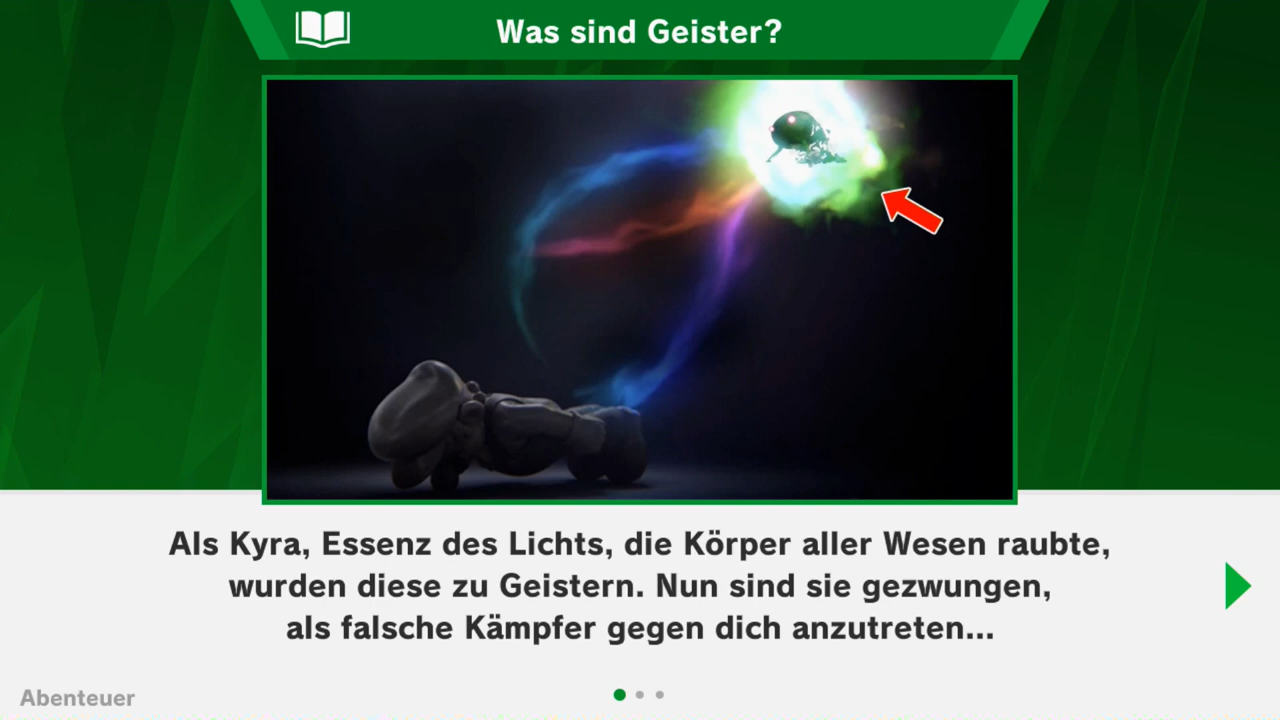 Was sind Geister?
Als Kyra, Essenz des Lichts, die Körper aller Wesen raubte,
wurden diese zu Geistern. Nun sind sie gezwungen,
als falsche Kämpfer gegen dich anzutreten...
Abenteuer